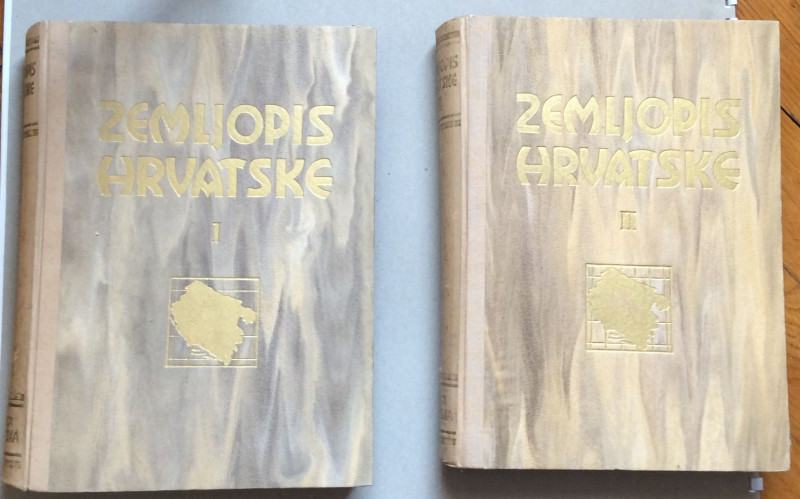 ZEMLJOPIS
HRVATSKE
I
ZEMLJOPIS
HRVATSKE
II